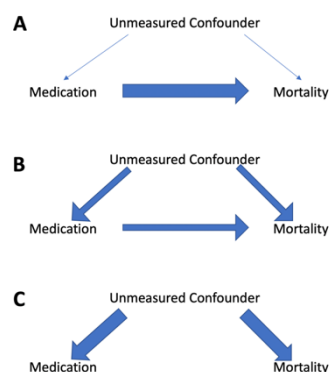 A
Unmeasured Confounder
Medication Mortality
B
Unmeasured Confounder
Medication Mortality
C
Unmeasured Confounder
Medication Mortality